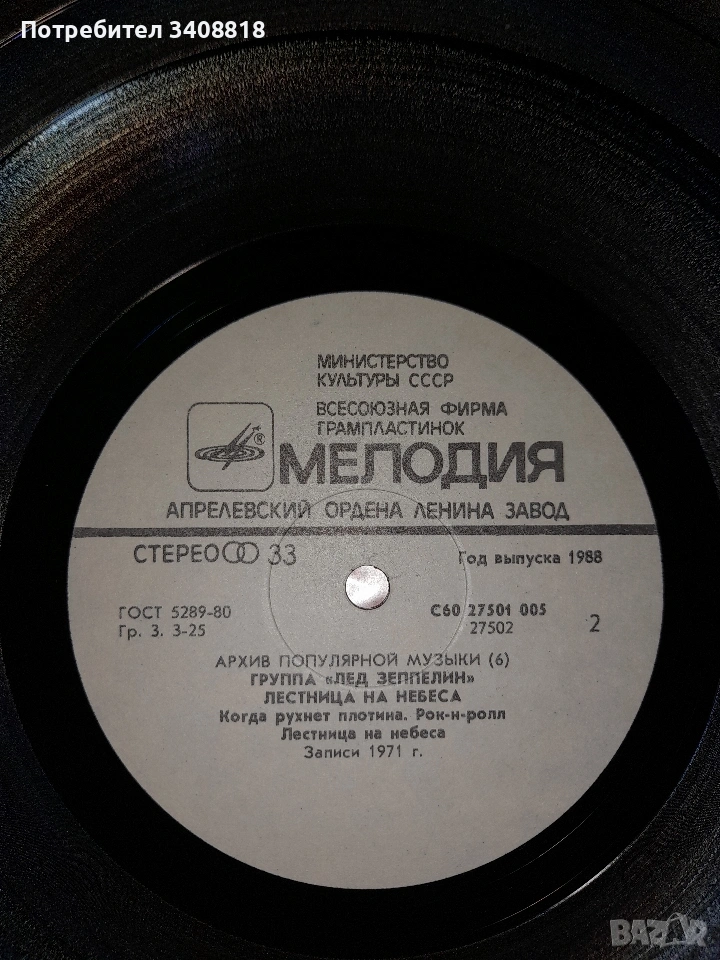 Потребител 3408818
МИНИСТЕРСТВО
КУЛЬТУРЫ СССР
ВСЕСОЮЗНАЯ ФИРМА
ГРАМПЛАСТИНОК
®
МЕЛОДИЯ
АПРЕЛЕВСКИЙ ОРДЕНА ЛЕНИНА ЗАВОД
СТЕРЕО 33
Год выпуска 1988
ГОСТ 5289-80
Гр. 3. 3-25
С60 27501 005
27502
2
АРХИВ ПОПУЛЯРНОЙ МУЗЫКИ (6)
ГРУППА «ЛЕД ЗЕППЕЛИН»
ЛЕСТНИЦА НА НЕБЕСА
Когда рухнет плотина. Рок-н-ролл
Лестница на небеса
Записи 1971 г.
BAZAR